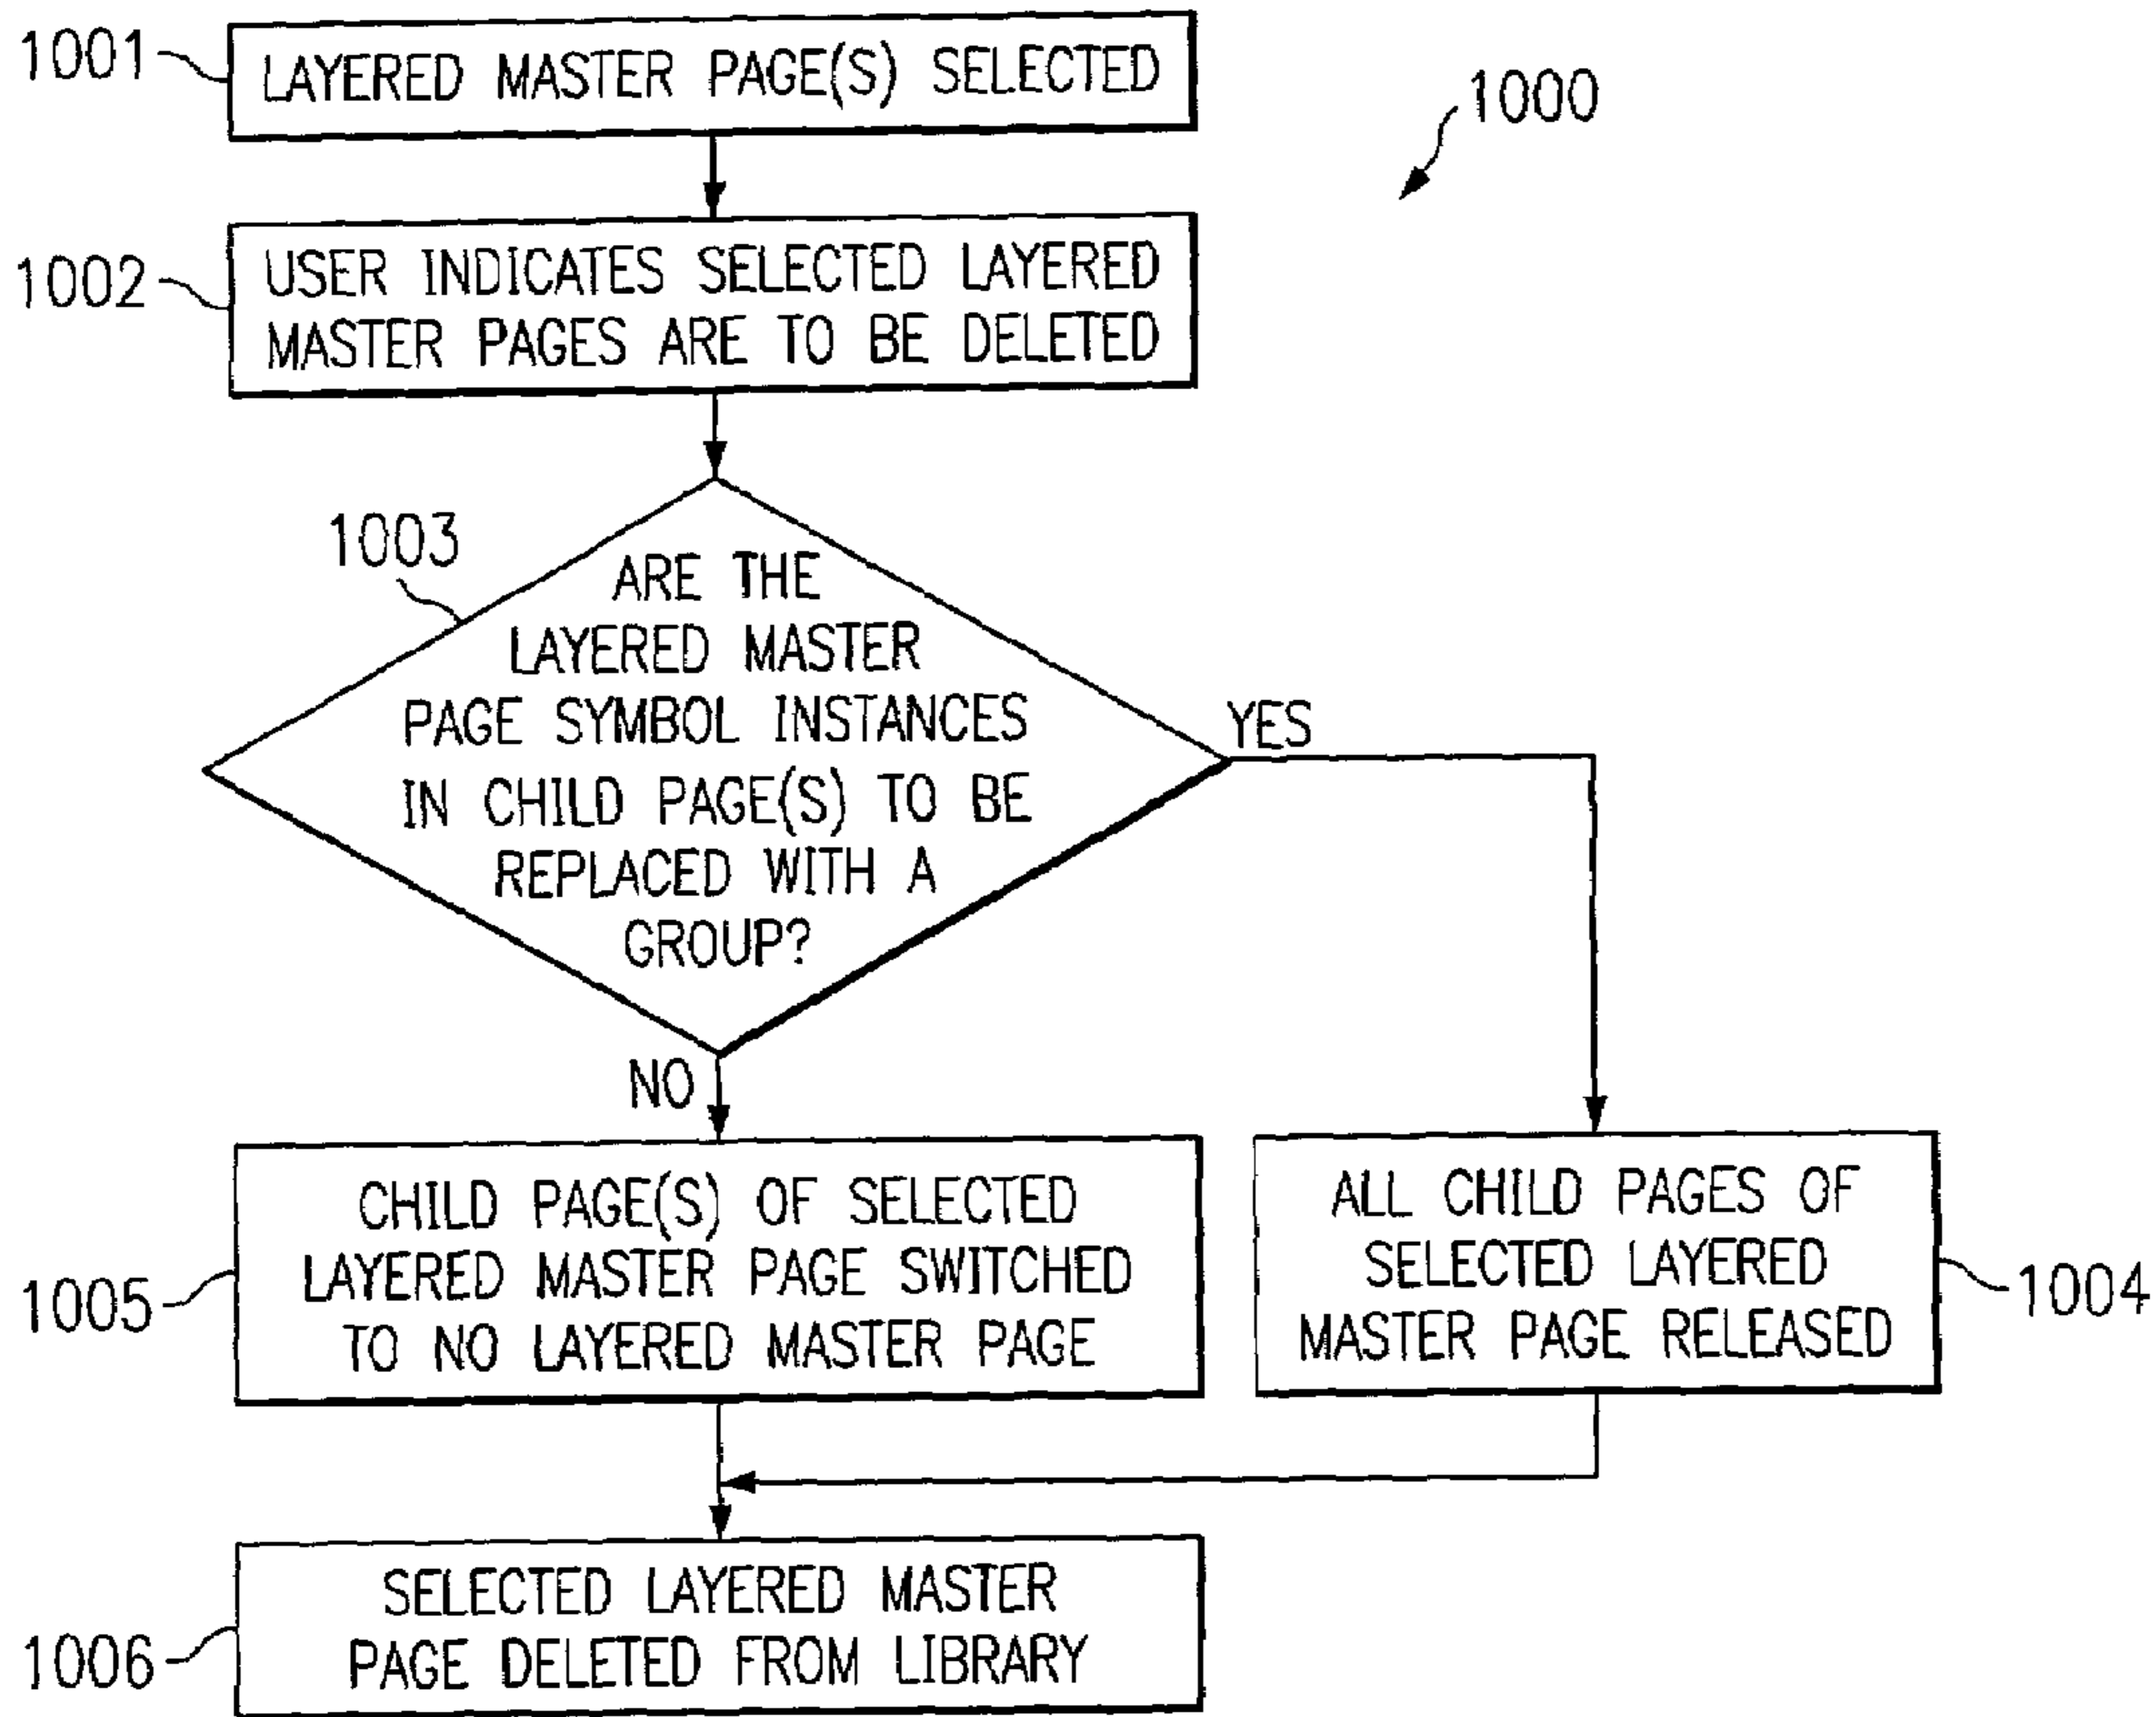 1001
LAYERED MASTER PAGE(S) SELECTED
1000
1002
USER INDICATES SELECTED LAYERED
MASTER PAGES ARE TO BE DELETED
1003
ARE THE
LAYERED MASTER
PAGE SYMBOL INSTANCES
IN CHILD PAGE(S) TO BE
REPLACED WITH A
GROUP?
YES
NO
1005
CHILD PAGE(S) OF SELECTED
LAYERED MASTER PAGE SWITCHED
TO NO LAYERED MASTER PAGE
ALL CHILD PAGES OF
SELECTED LAYERED
MASTER PAGE RELEASED
1004
1006
SELECTED LAYERED MASTER
PAGE DELETED FROM LIBRARY